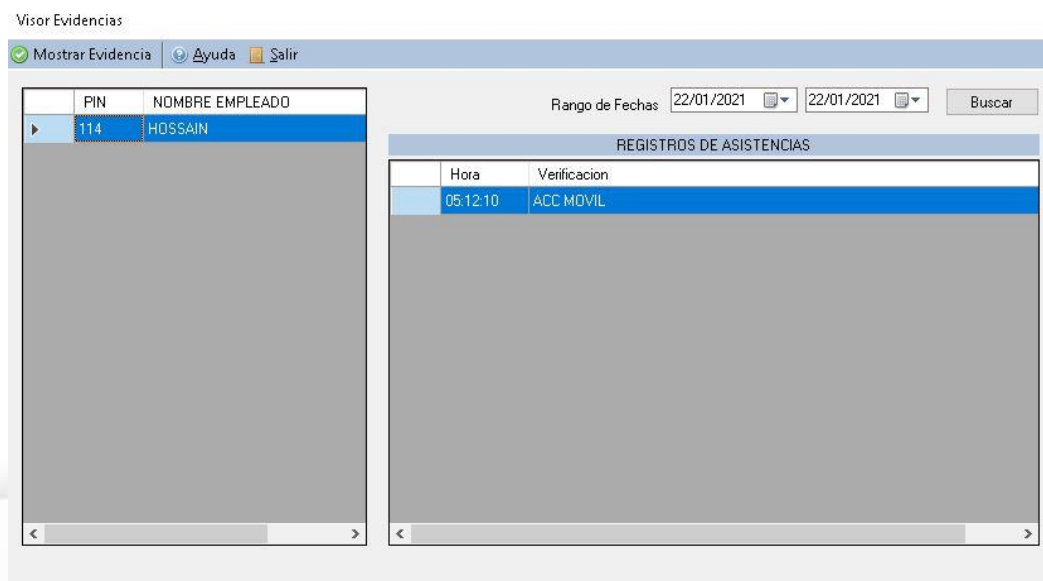 Visor Evidencias
Mostrar Evidencia Ayuda Salir
PIN NOMBRE EMPLEADO
114 HOSSAIN
Rango de Fechas 22/01/2021 22/01/2021 Buscar
REGISTROS DE ASISTENCIAS
Hora Verificacion
05:12:10 ACC MOVIL